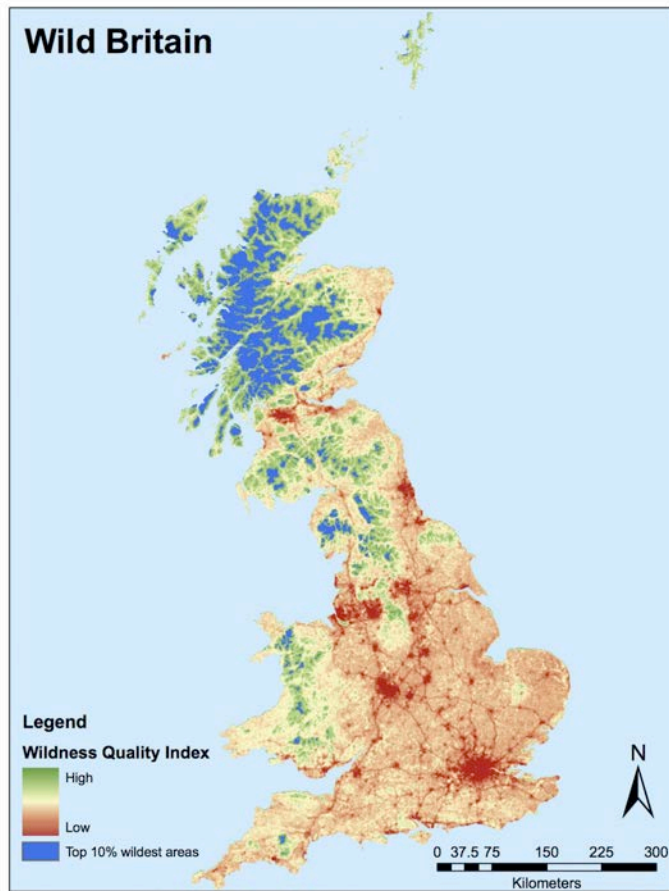 Wild Britain
Legend
Wildness Quality Index
High
Low
Top 10% wildest areas
N
0 37.5 75 150 225 300
Kilometers